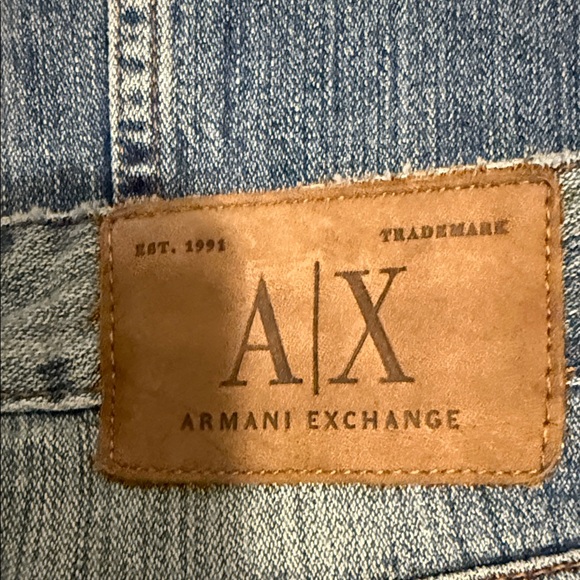 EST. 1991 TRADEMARK
A|X
ARMANI EXCHANGE